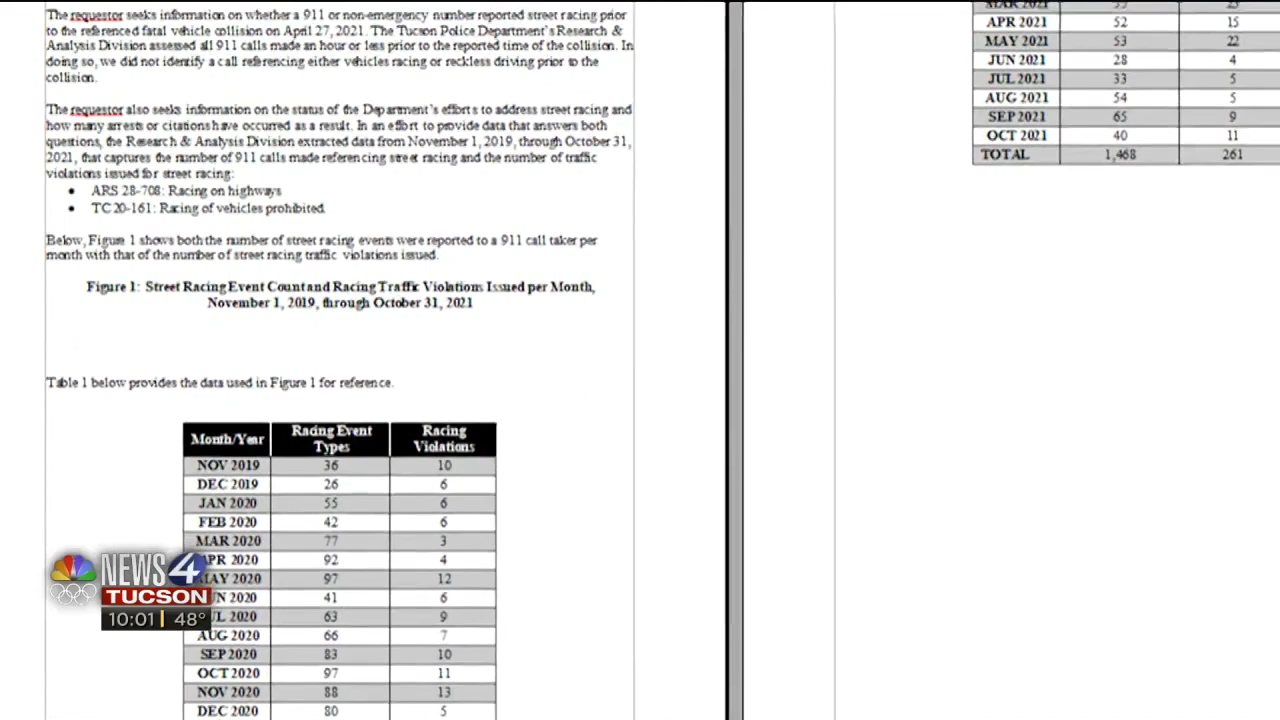 The requestor seeks information on whether a 911 or non-emergency number reported street racing prior
to the referenced fatal vehicle collision on April 27, 2021. The Tucson Police Department's Research &
Analysis Division assessed all 911 calls made an hour or less prior to the reported time of the collision. In
doing so, we did not identify a call referencing either vehicles racing or reckless driving prior to the
collision.
The requestor also seeks information on the status of the Department's efforts to address street racing and
how many arrests or citations have occurred as a result. In an effort to provide data that answers both
questions, the Research & Analysis Division extracted data from November 1, 2019, through October 31,
2021, that captures the number of 911 calls made referencing street racing and the number of traffic
violations issued for street racing:
• ARS 28-708: Racing on highways
• TC 20-161: Racing of vehicles prohibited.
Below, Figure 1 shows both the number of street racing events were reported to a 911 call taker per
month with that of the number of street racing traffic violations issued.
Figure 1: Street Racing Event Count and Racing Traffic Violations Issued per Month,
November 1, 2019, through October 31, 2021
Table 1 below provides the data used in Figure 1 for reference.
Month/Year Racing Event Types Racing Violations
NOV 2019 36 10
DEC 2019 26 6
JAN 2020 55 6
FEB 2020 42 6
MAR 2020 77 3
APR 2020 92 4
MAY 2020 97 12
JUN 2020 41 6
JUL 2020 63 9
AUG 2020 66 7
SEP 2020 83 10
OCT 2020 97 11
NOV 2020 88 13
DEC 2020 80 5
MAR 2021
APR 2021 52 15
MAY 2021 53 22
JUN 2021 28 4
JUL 2021 33 5
AUG 2021 54 5
SEP 2021 65 9
OCT 2021 40 11
TOTAL 1,468 261
NEWS 4
TUCSON
10:01 48°